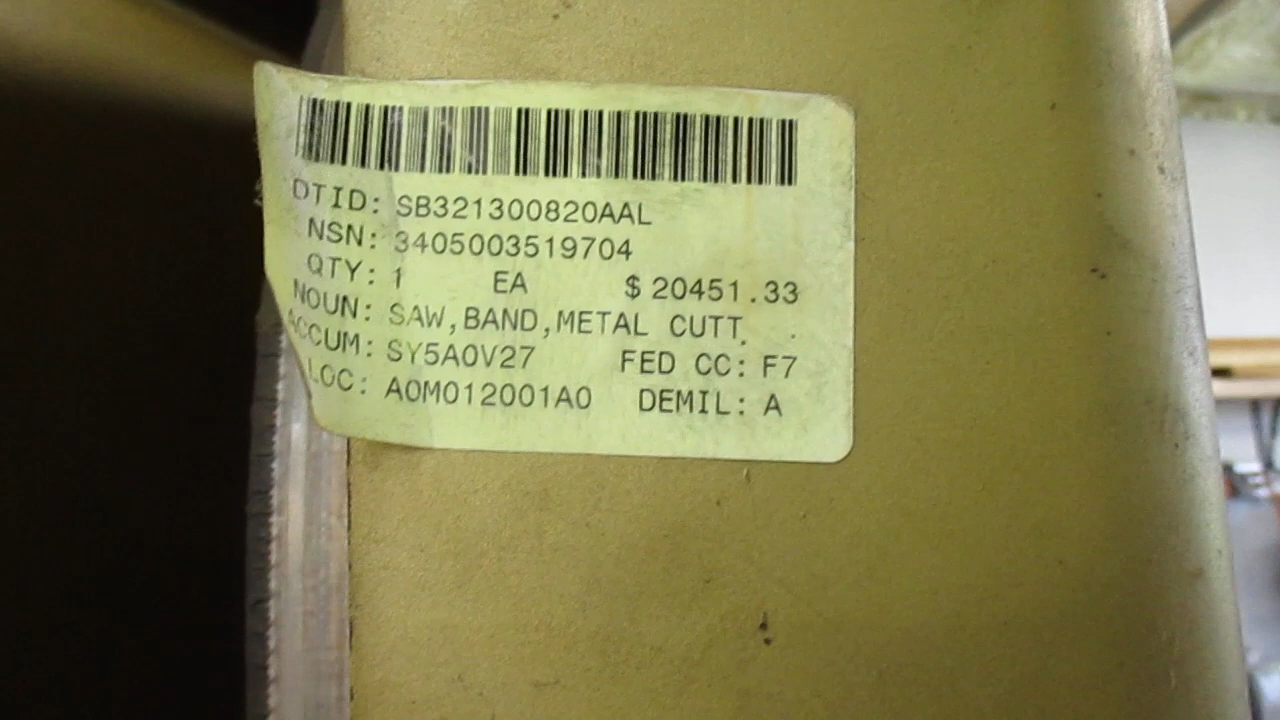 DTID: SB321300820AAL
NSN: 3405003519704
QTY: 1 EA $ 20451.33
NOUN: SAW,BAND,METAL CUTT
ACCUM: SY5A0V27 FED CC: F7
LOC: A0M012001A0 DEMIL: A